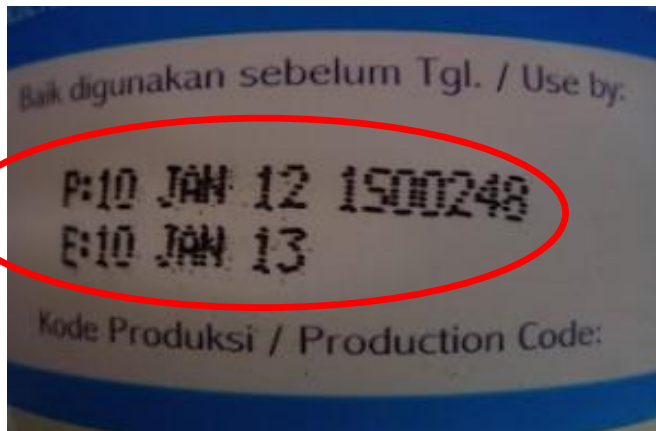 Baik digunakan sebelum Tgl. / Use by:
P:10 JAN 12 1500248
E:10 JAN 13
Kode Produksi / Production Code: